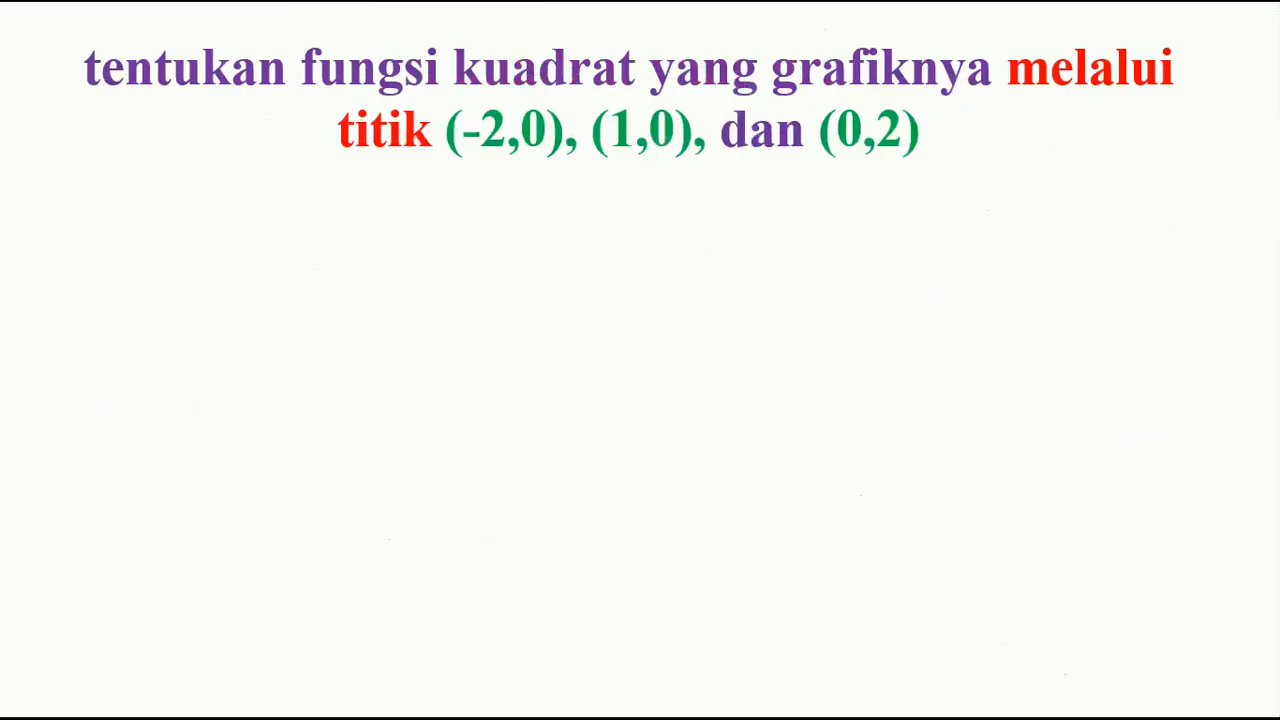 tentukan fungsi kuadrat yang grafiknya melalui
titik (-2,0), (1,0), dan (0,2)